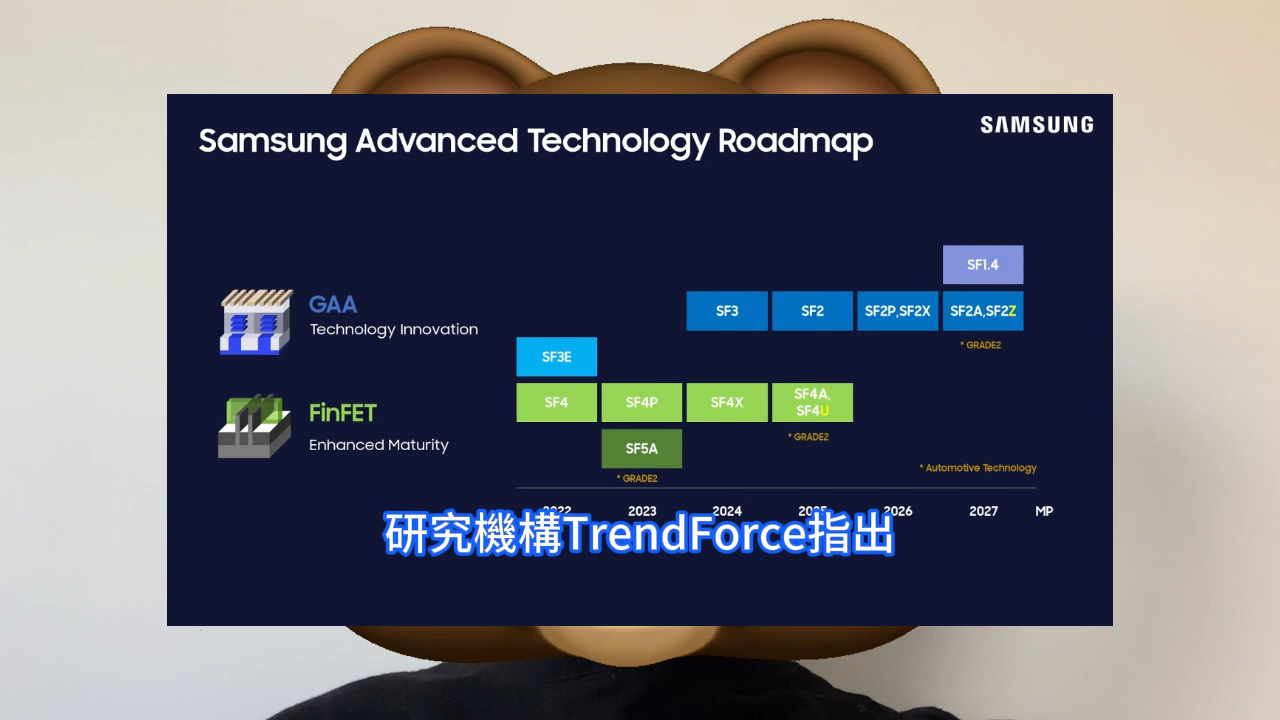 SAMSUNG
Samsung Advanced Technology Roadmap
SF1.4
GAA
Technology Innovation
SF3
SF2
SF2P,SF2X
SF2A,SF2Z
* GRADE2
SF3E
FinFET
Enhanced Maturity
SF4
SF4P
SF4X
SF4A,
SF4U
* GRADE2
SF5A
* GRADE2
* Automotive Technology
2022
2023
2024
2025
2026
2027
MP
研究機構TrendForce指出